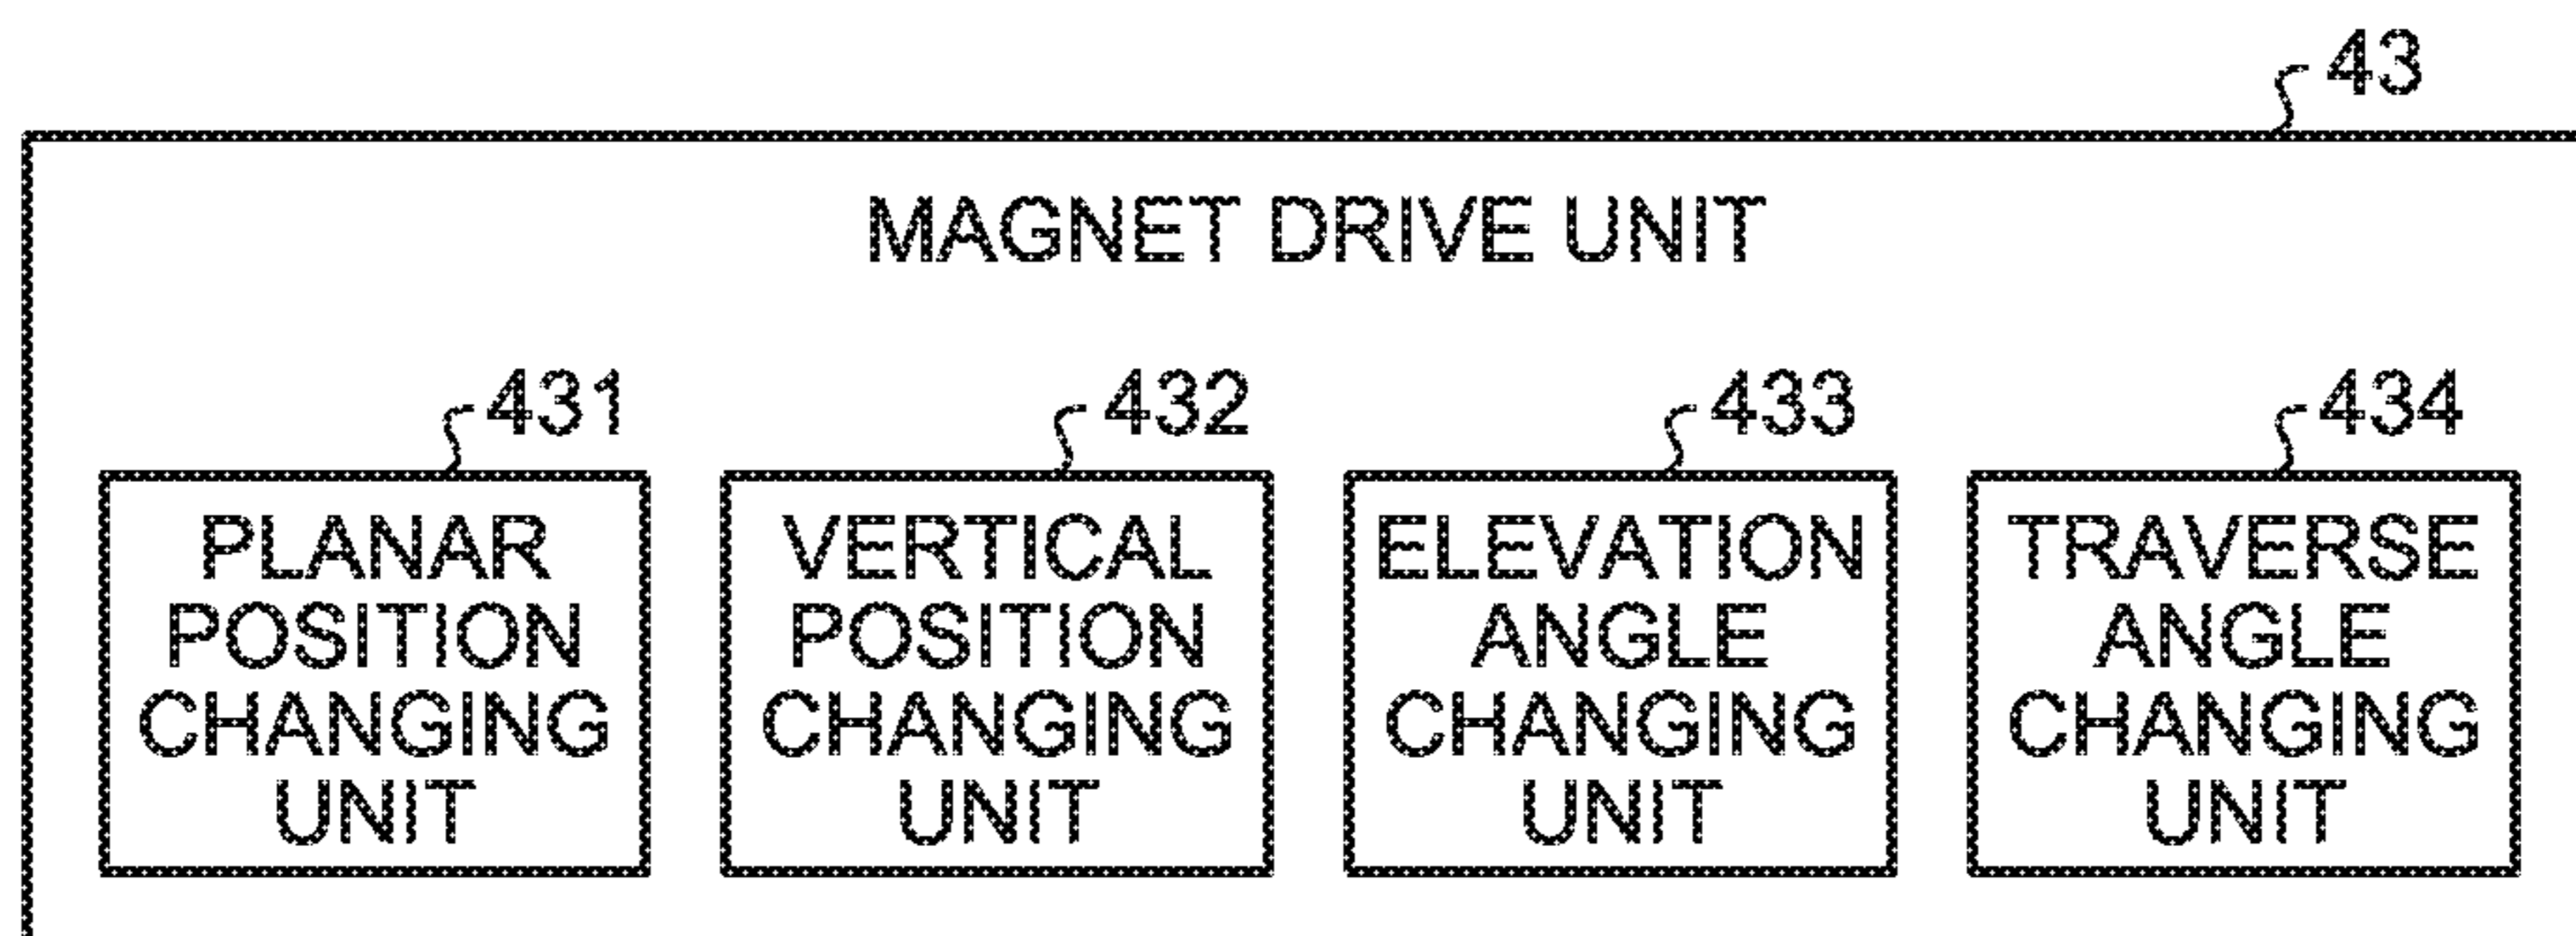 43
MAGNET DRIVE UNIT
431
PLANAR
POSITION
CHANGING
UNIT
432
VERTICAL
POSITION
CHANGING
UNIT
433
ELEVATION
ANGLE
CHANGING
UNIT
434
TRAVERSE
ANGLE
CHANGING
UNIT